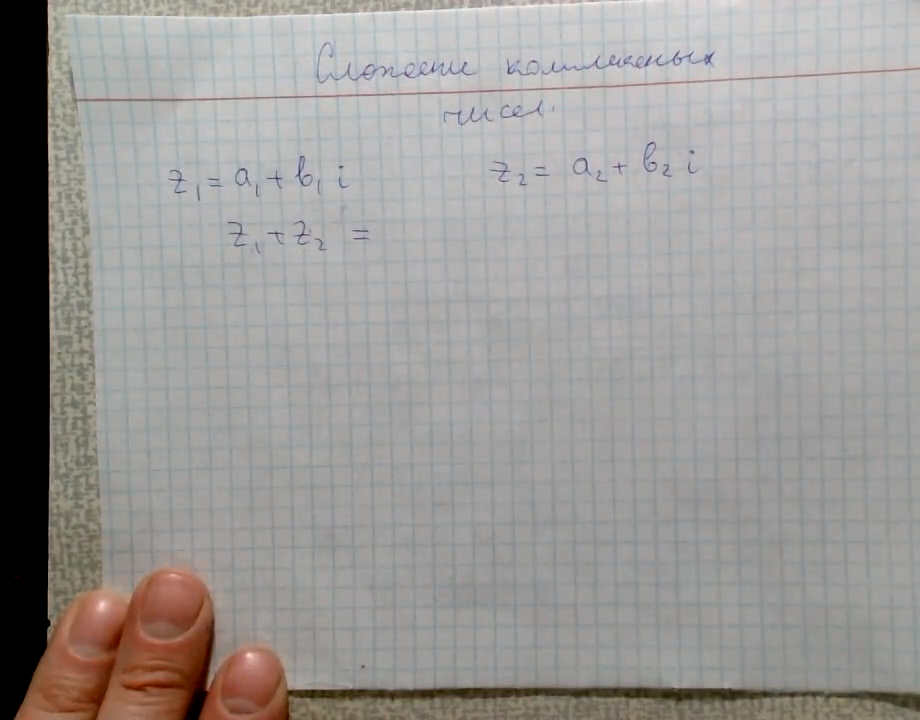 Сложение комплексных
чисел.
z₁ = a₁ + b₁ i z₂ = a₂ + b₂ i
z₁ + z₂ =